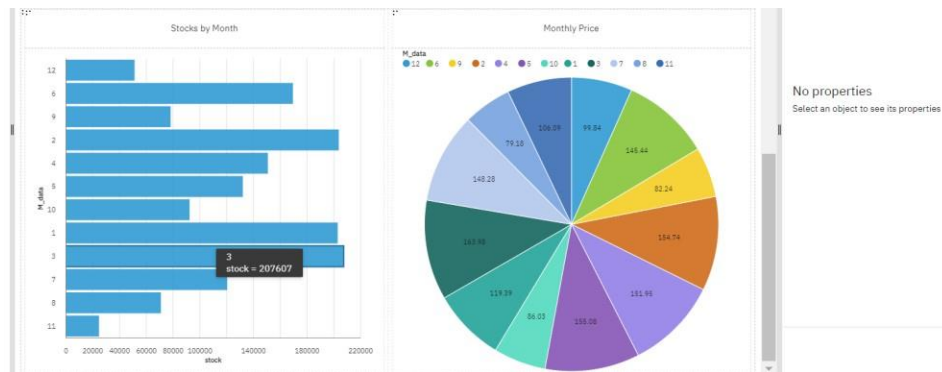 Stocks by Month
M_data
12
6
9
2
4
5
10
1
3
7
8
11
3
stock = 207607
0 20000 40000 60000 80000 100000 140000 180000 220000
stock
Monthly Price
M_data
12 6 9 2 4 5 10 1 3 7 8 11
99.84
145.44
82.24
154.74
151.95
155.08
86.03
119.39
163.98
148.28
79.18
106.09
No properties
Select an object to see its properties